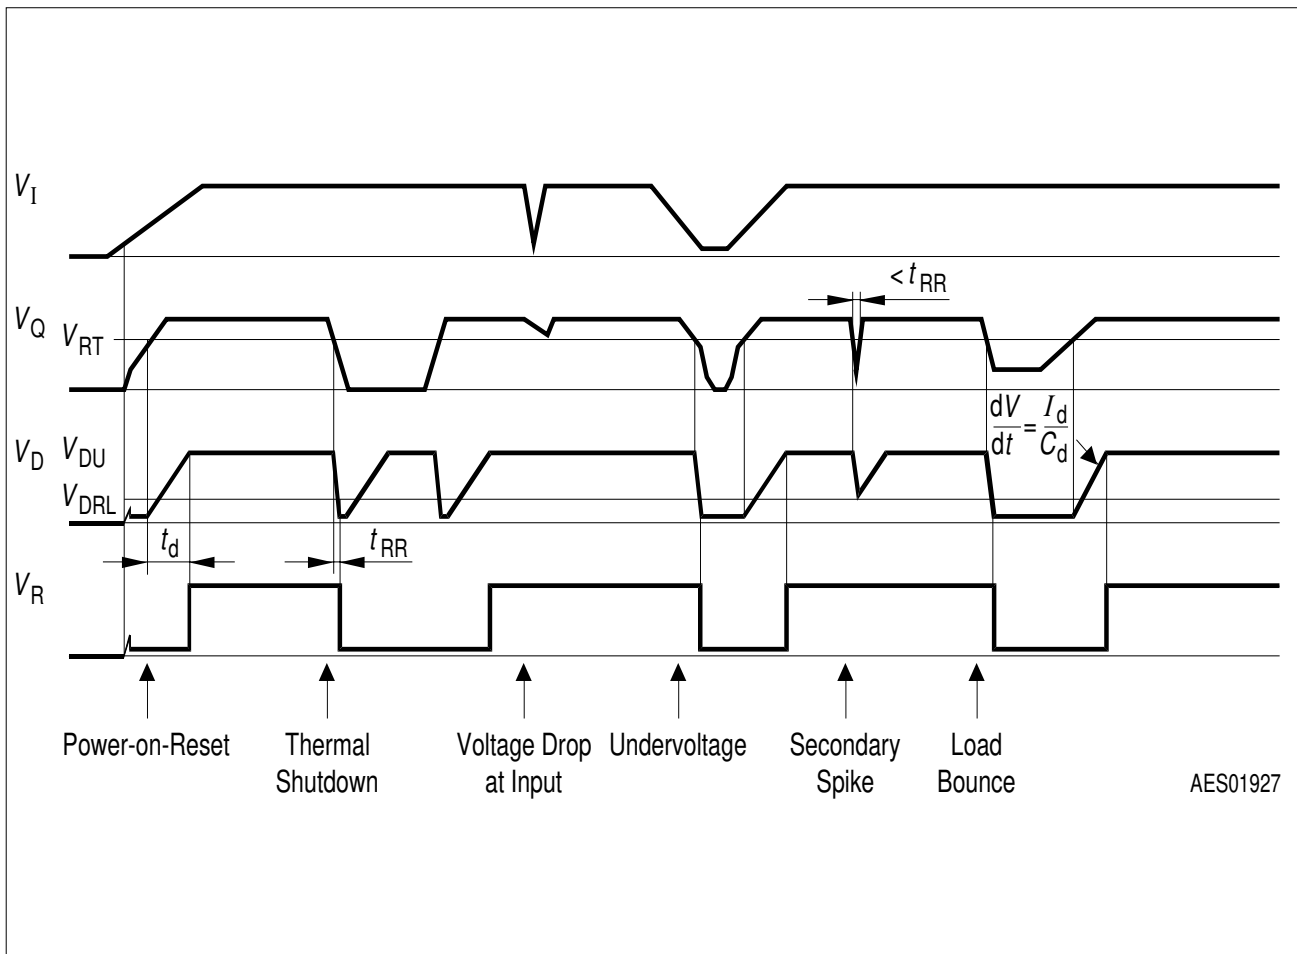 V_I
< t_RR
V_Q
V_RT
dV/dt = I_d/C_d
V_D V_DU
V_DRL
t_d
t_RR
V_R
Power-on-Reset
Thermal
Shutdown
Voltage Drop
at Input
Undervoltage
Secondary
Spike
Load
Bounce
AES01927